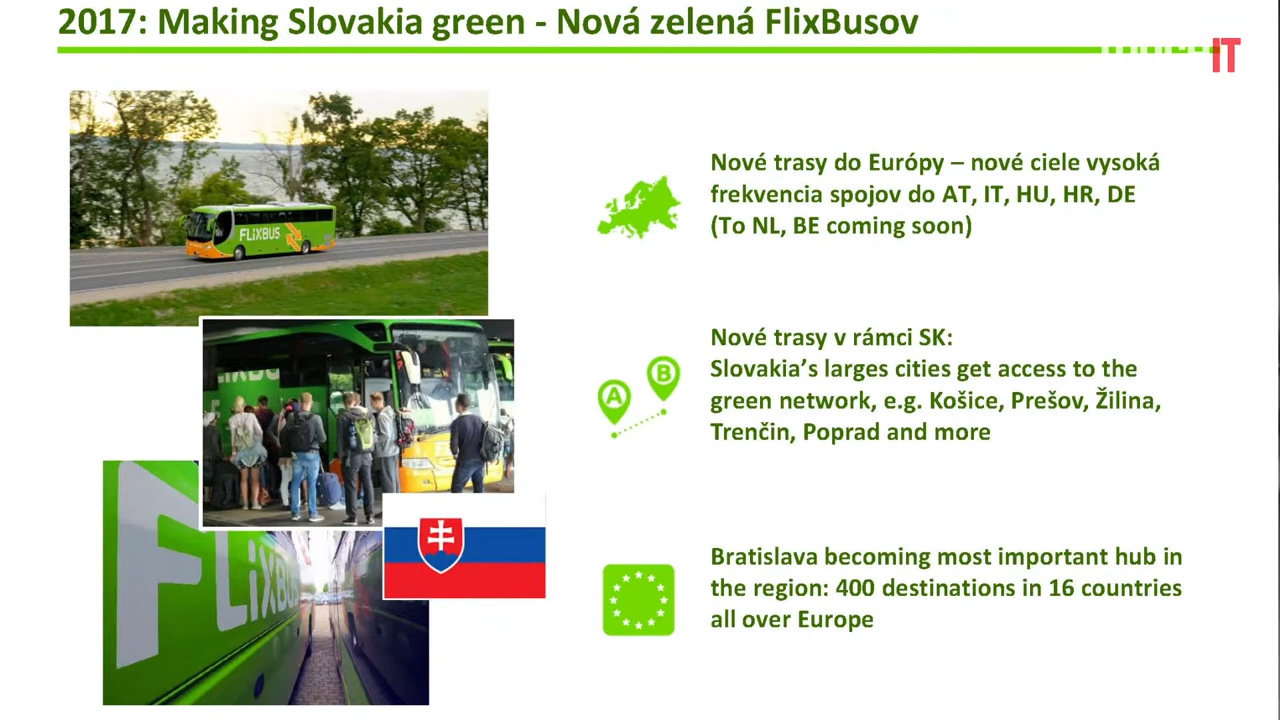 2017: Making Slovakia green - Nová zelená FlixBusov
IT
Nové trasy do Európy – nové ciele vysoká
frekvencia spojov do AT, IT, HU, HR, DE
(To NL, BE coming soon)
FLiXBUS
Nové trasy v rámci SK:
Slovakia's larges cities get access to the
green network, e.g. Košice, Prešov, Žilina,
Trenčin, Poprad and more
A
B
FLiXBUS
Bratislava becoming most important hub in
the region: 400 destinations in 16 countries
all over Europe